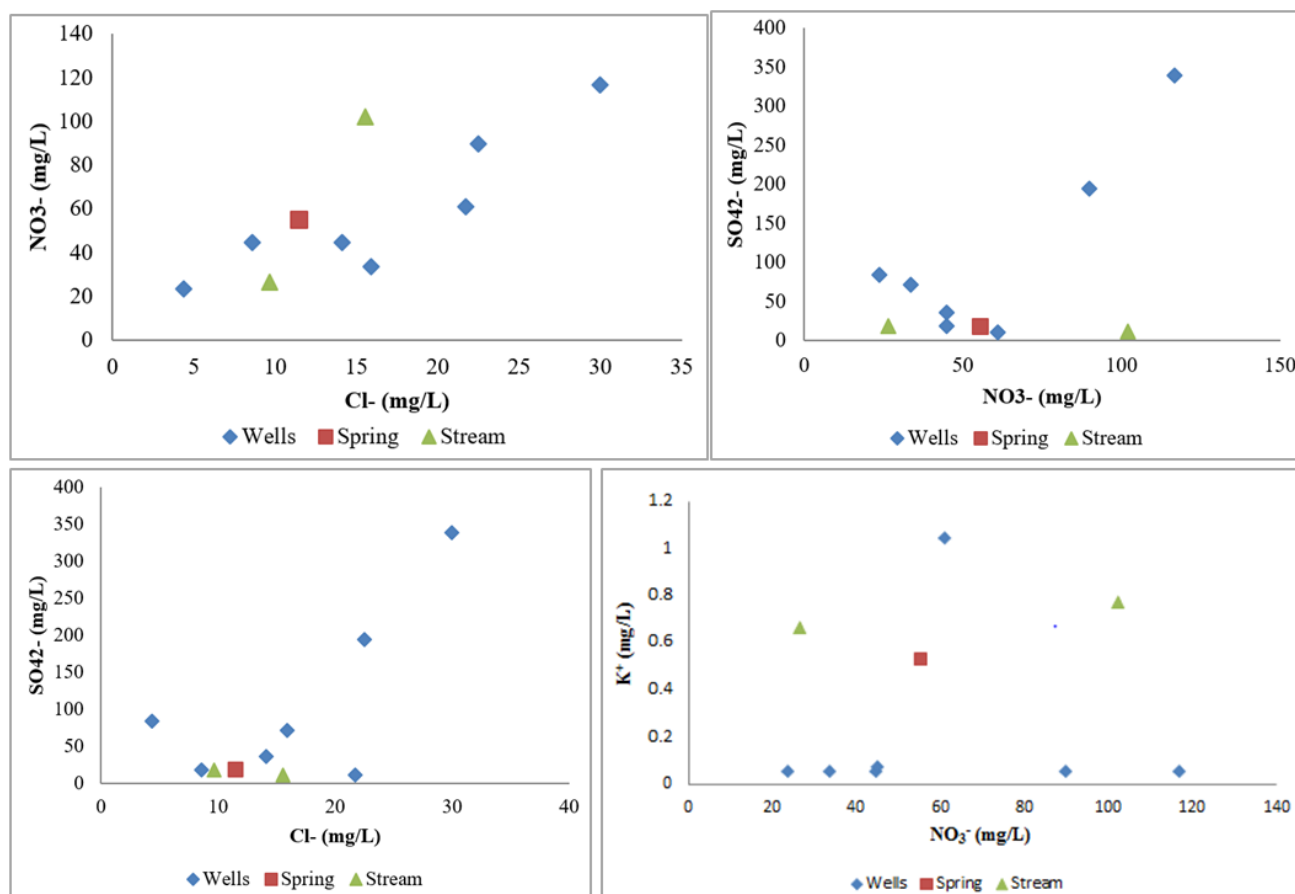 140
120
100
80
60
40
20
0
NO3- (mg/L)
0 5 10 15 20 25 30 35
Cl- (mg/L)
Wells Spring Stream
400
350
300
250
200
150
100
50
0
SO42- (mg/L)
0 50 100 150
NO3- (mg/L)
Wells Spring Stream
400
350
300
250
200
150
100
50
0
SO42- (mg/L)
0 10 20 30 40
Cl- (mg/L)
Wells Spring Stream
1.2
1
0.8
0.6
0.4
0.2
0
K⁺ (mg/L)
0 20 40 60 80 100 120 140
NO₃⁻ (mg/L)
Wells Spring Stream